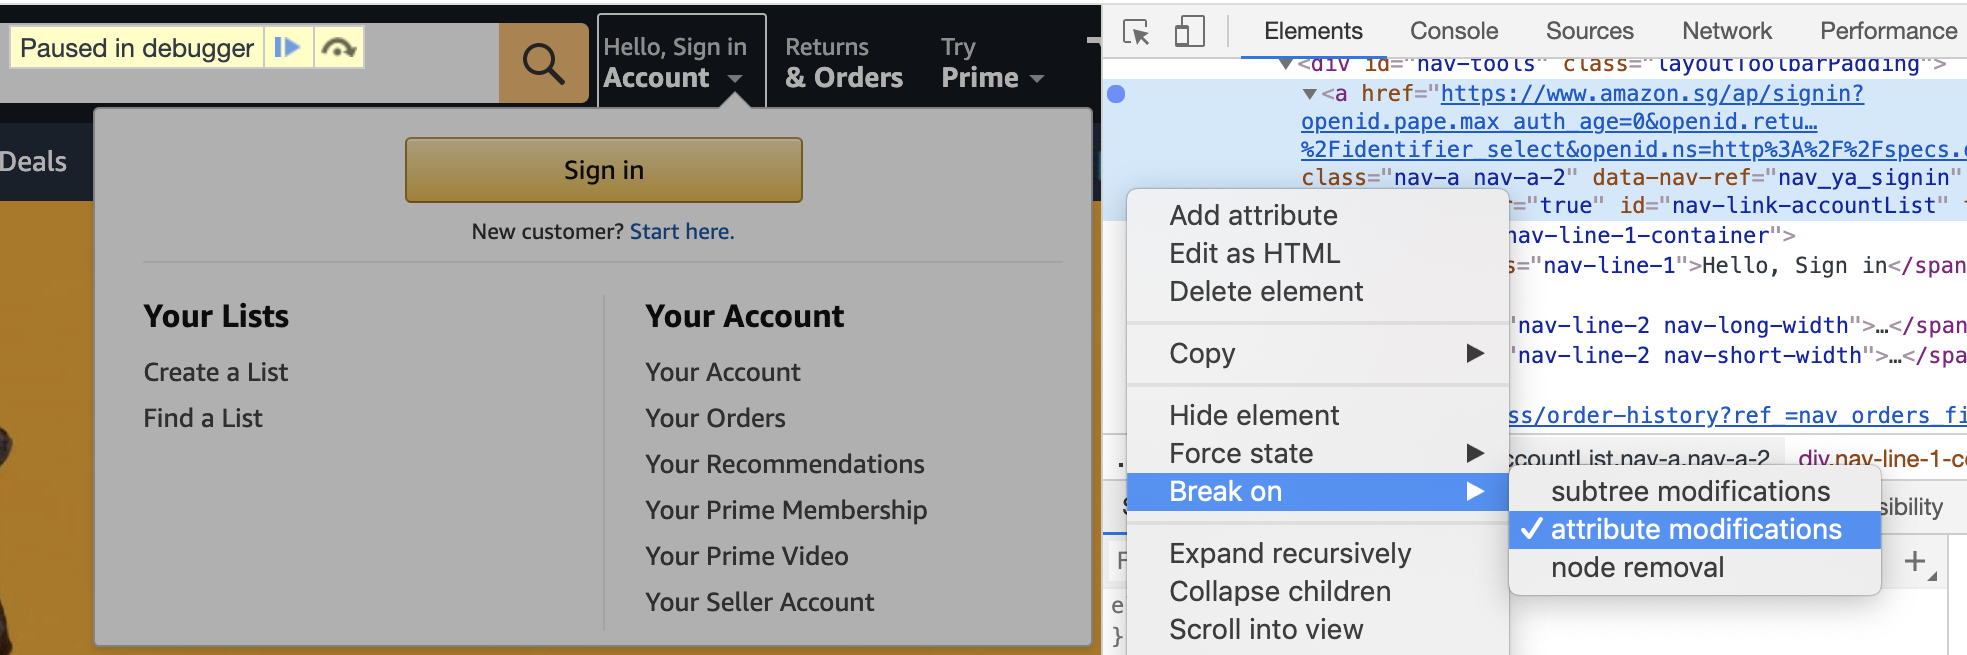 Paused in debugger
Hello, Sign in
Account
Returns
& Orders
Try
Prime
Deals
Sign in
New customer? Start here.
Your Lists
Create a List
Find a List
Your Account
Your Account
Your Orders
Your Recommendations
Your Prime Membership
Your Prime Video
Your Seller Account
Elements Console Sources Network Performance
<div id="nav-tools" class="layoutToolbarPadding">
<a href="https://www.amazon.sg/ap/signin?
openid.pape.max_auth_age=0&openid.retu…
%2Fidentifier_select&openid.ns=http%3A%2F%2Fspecs.
class="nav-a nav-a-2" data-nav-ref="nav_ya_signin"
="true" id="nav-link-accountList"
nav-line-1-container">
s="nav-line-1">Hello, Sign in</span
"nav-line-2 nav-long-width">…</span
"nav-line-2 nav-short-width">…</spa
ss/order-history?ref_=nav_orders_fi
ccountList.nav-a.nav-a-2 div.nav-line-1-c
sibility
Add attribute
Edit as HTML
Delete element
Copy
Hide element
Force state
Break on
Expand recursively
Collapse children
Scroll into view
subtree modifications
✓ attribute modifications
node removal
+
}